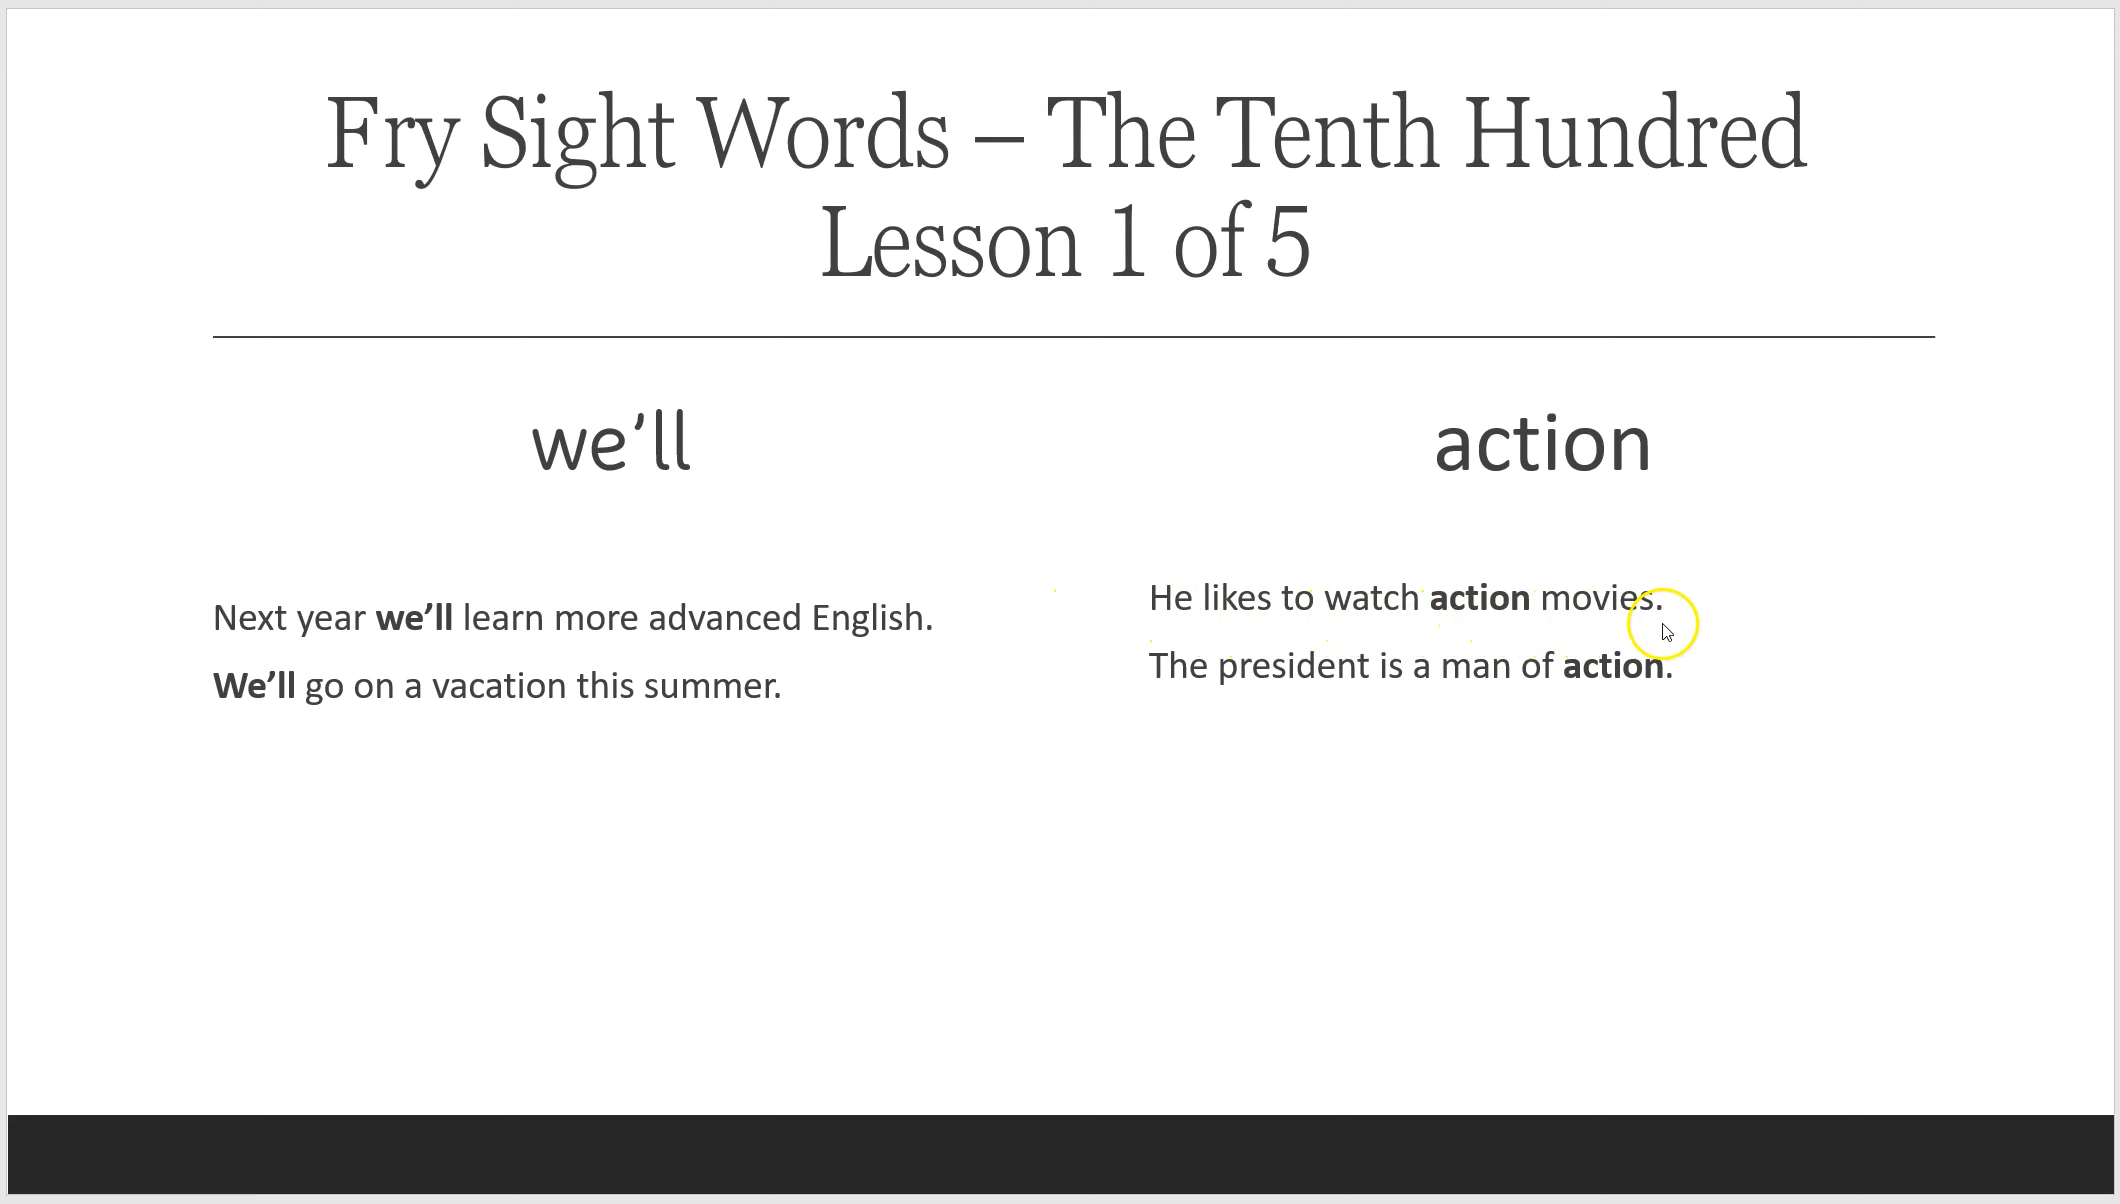 Fry Sight Words – The Tenth Hundred
Lesson 1 of 5
we’ll
Next year we’ll learn more advanced English.
We’ll go on a vacation this summer.
action
He likes to watch action movies.
The president is a man of action.